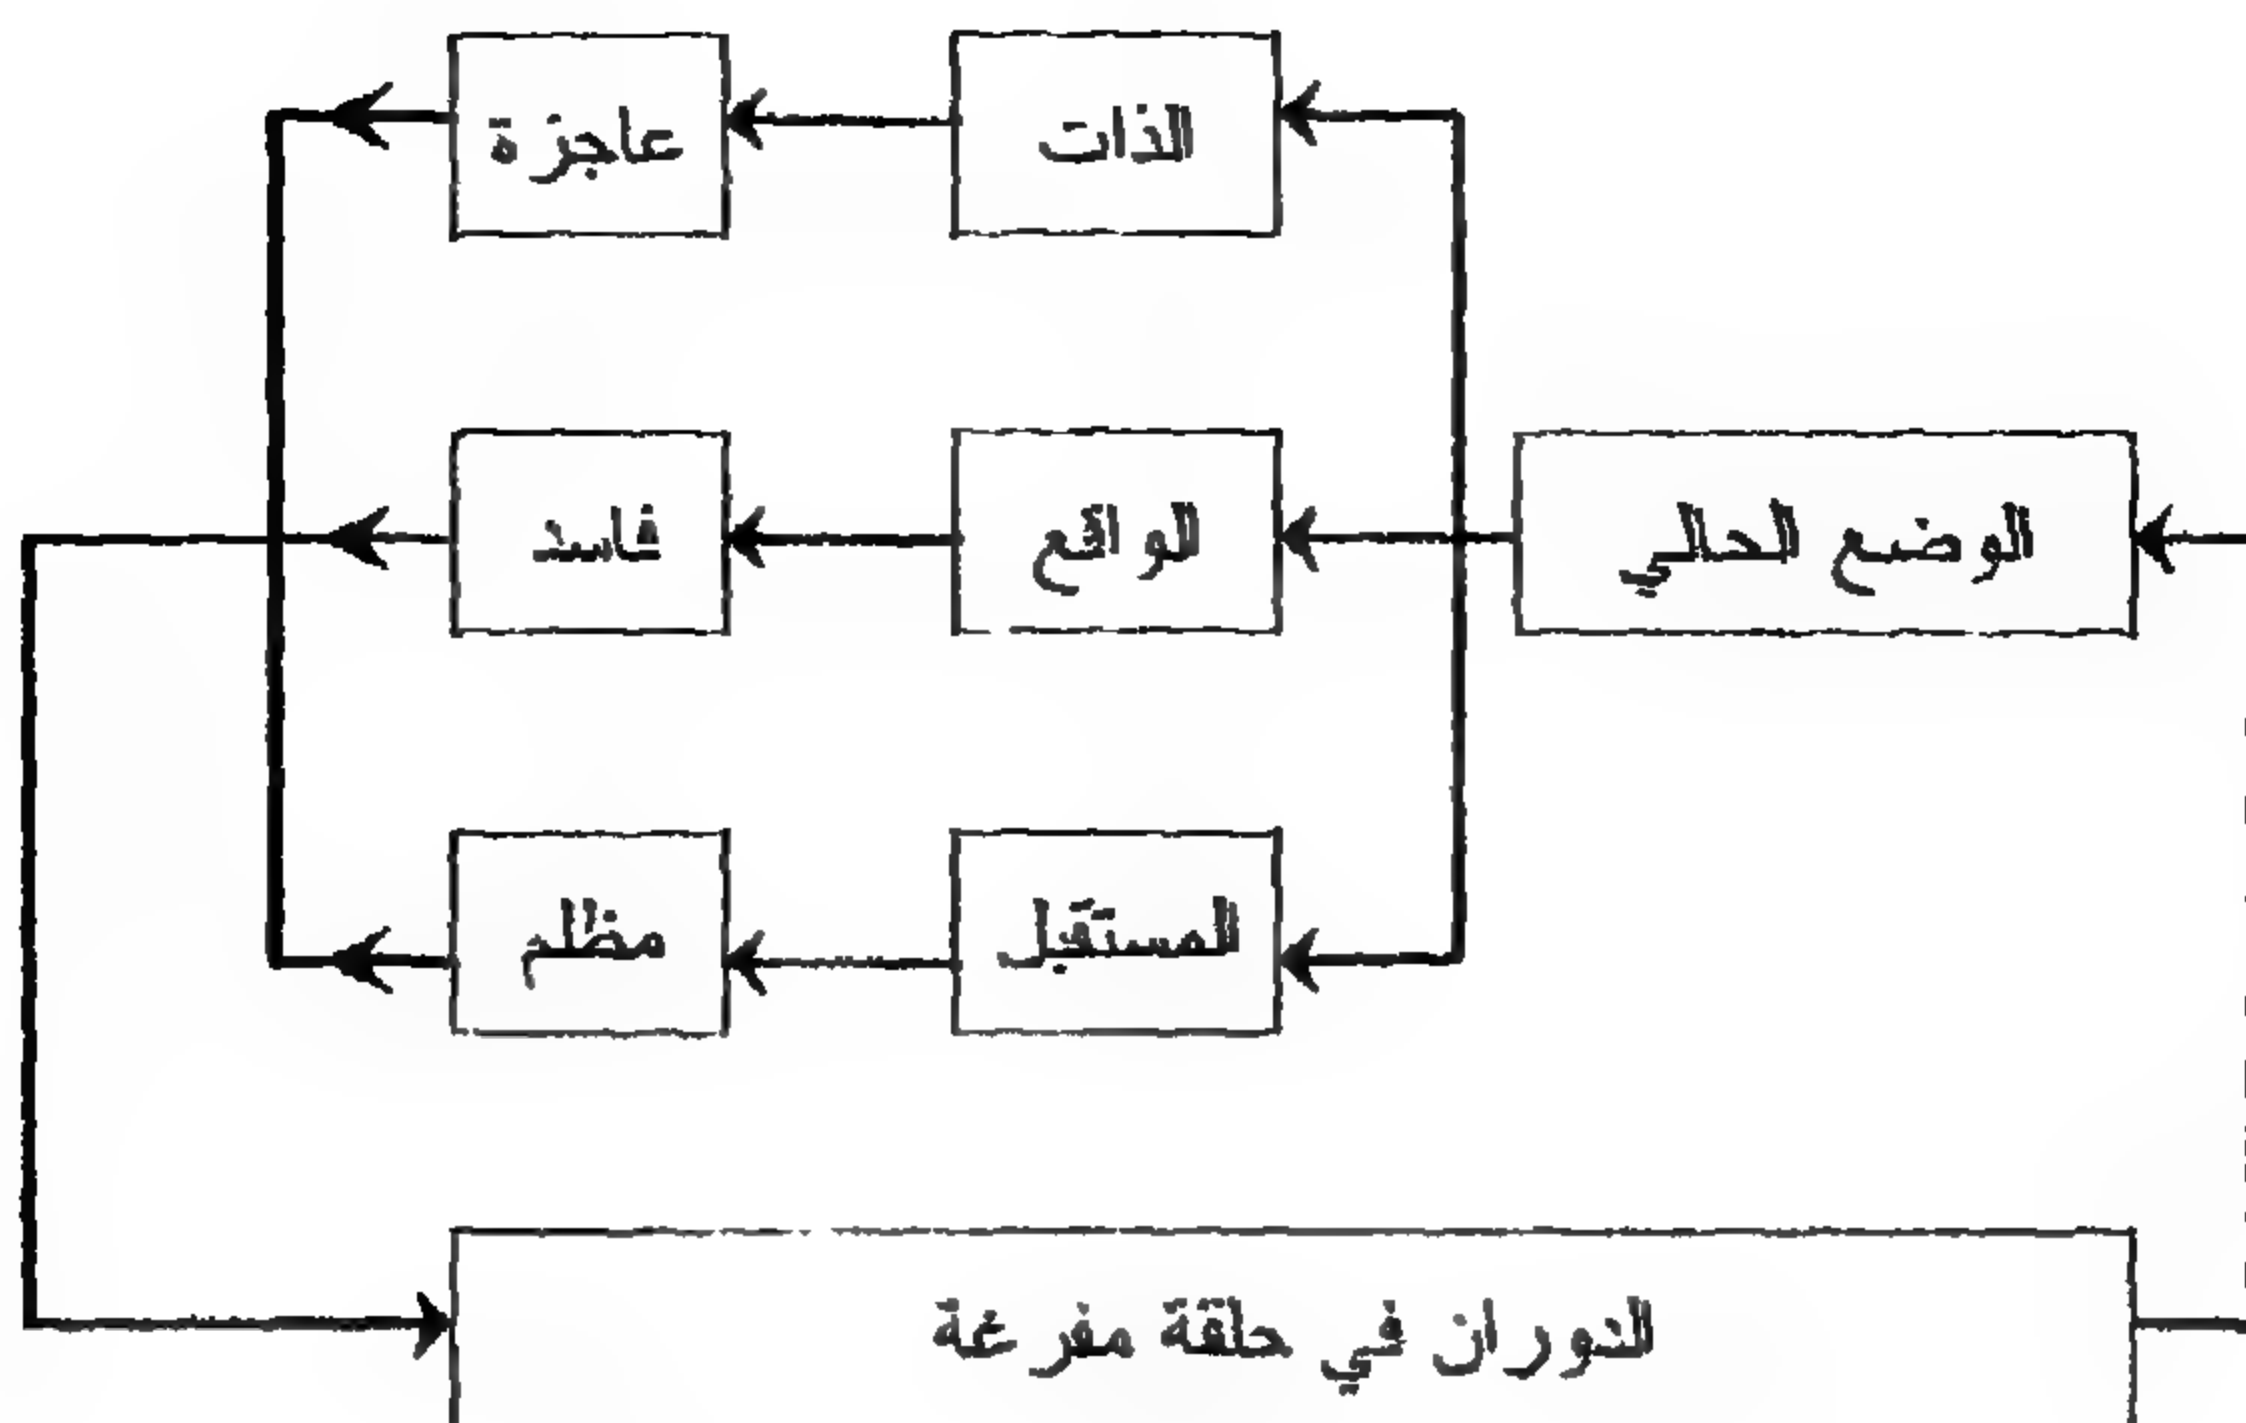 الذات
عاجزة
الوضع الحالي
الواقع
فاسد
المستقبل
مظلم
الدوران في حلقة مفرغة